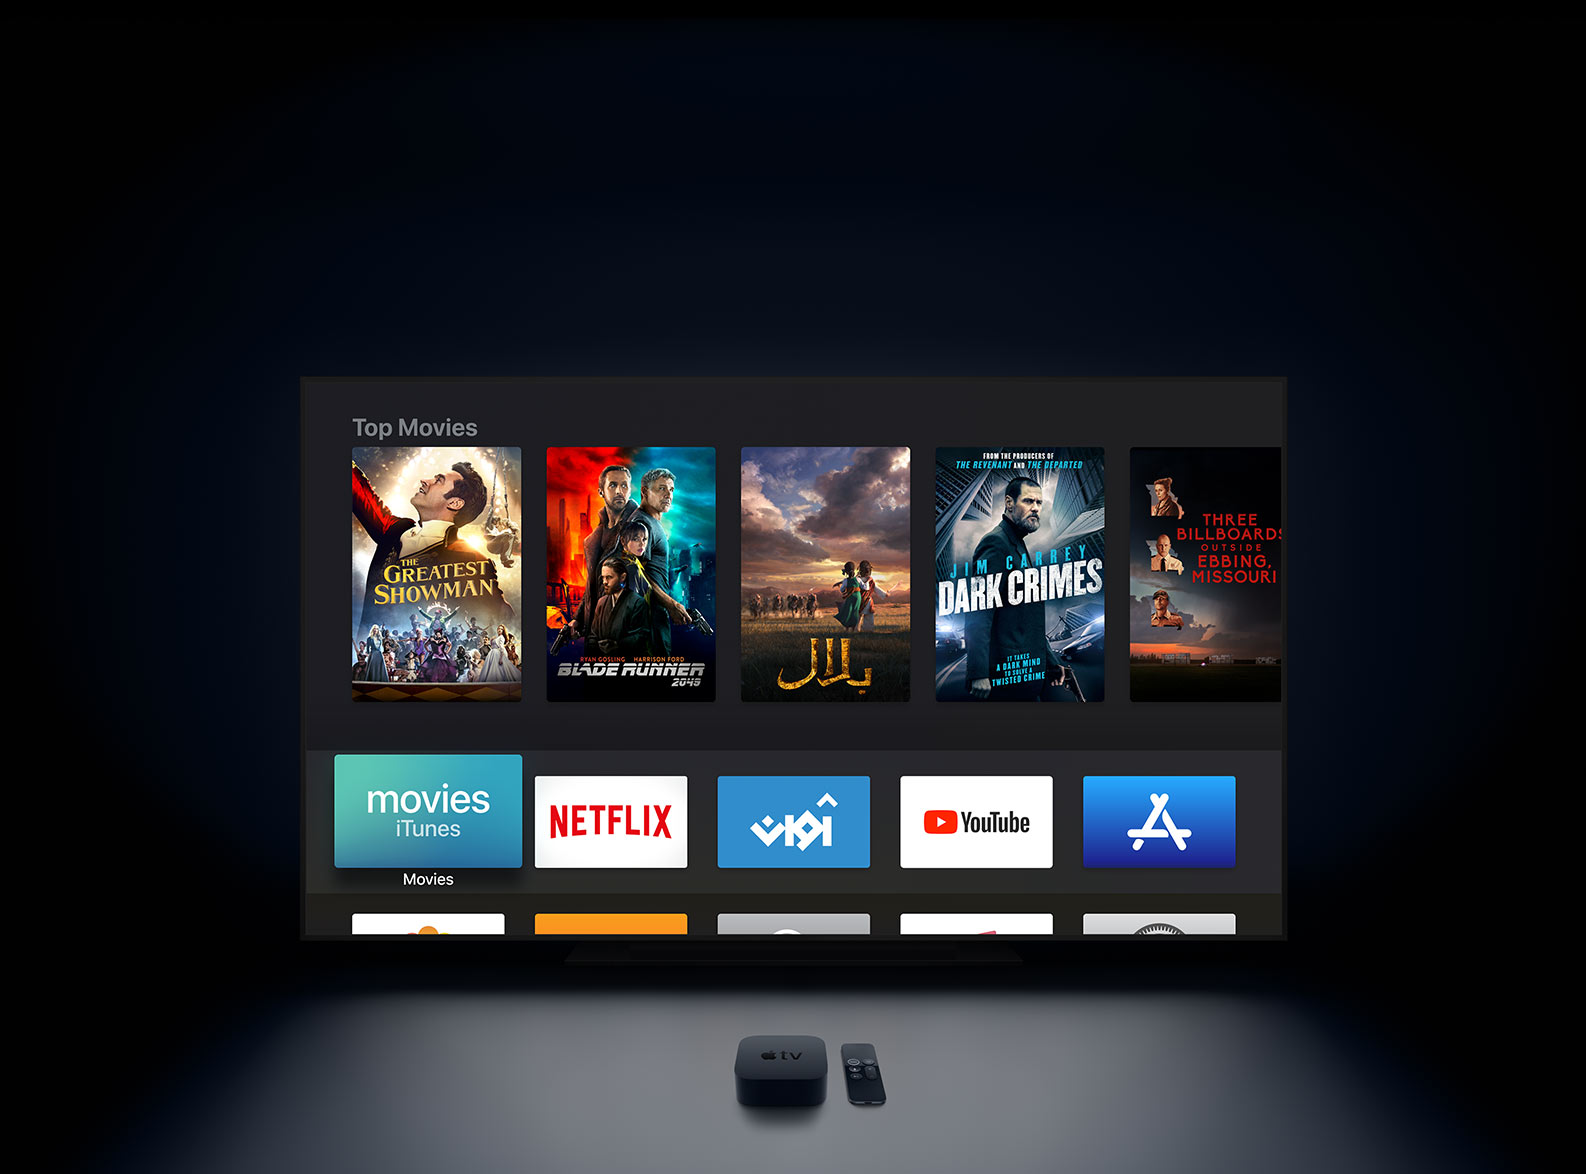 Top Movies
THE
GREATEST
SHOWMAN
RYAN GOSLING HARRISON FORD
BLADE RUNNER
2049
بلال
FROM THE PRODUCERS OF
THE REVENANT AND THE DEPARTED
JIM CARREY
DARK CRIMES
IT TAKES
A DARK MIND
TO SOLVE A
TWISTED CRIME
THREE
BILLBOARDS
OUTSIDE
EBBING,
MISSOURI
movies
iTunes
Movies
NETFLIX
YouTube
tv